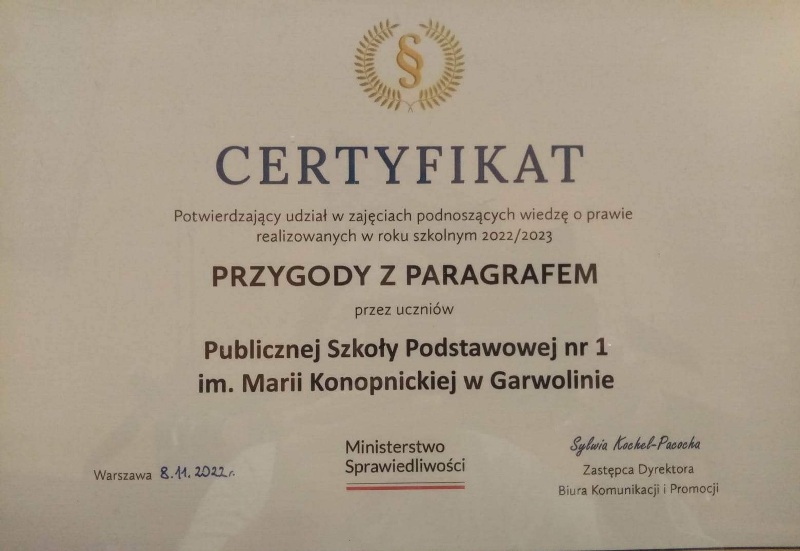 §
CERTYFIKAT
Potwierdzający udział w zajęciach podnoszących wiedzę o prawie
realizowanych w roku szkolnym 2022/2023
PRZYGODY Z PARAGRAFEM
przez uczniów
Publicznej Szkoły Podstawowej nr 1
im. Marii Konopnickiej w Garwolinie
Warszawa 8.11.2022r.
Ministerstwo
Sprawiedliwości
Sylwia Kochel-Pacocha
Zastępca Dyrektora
Biura Komunikacji i Promocji